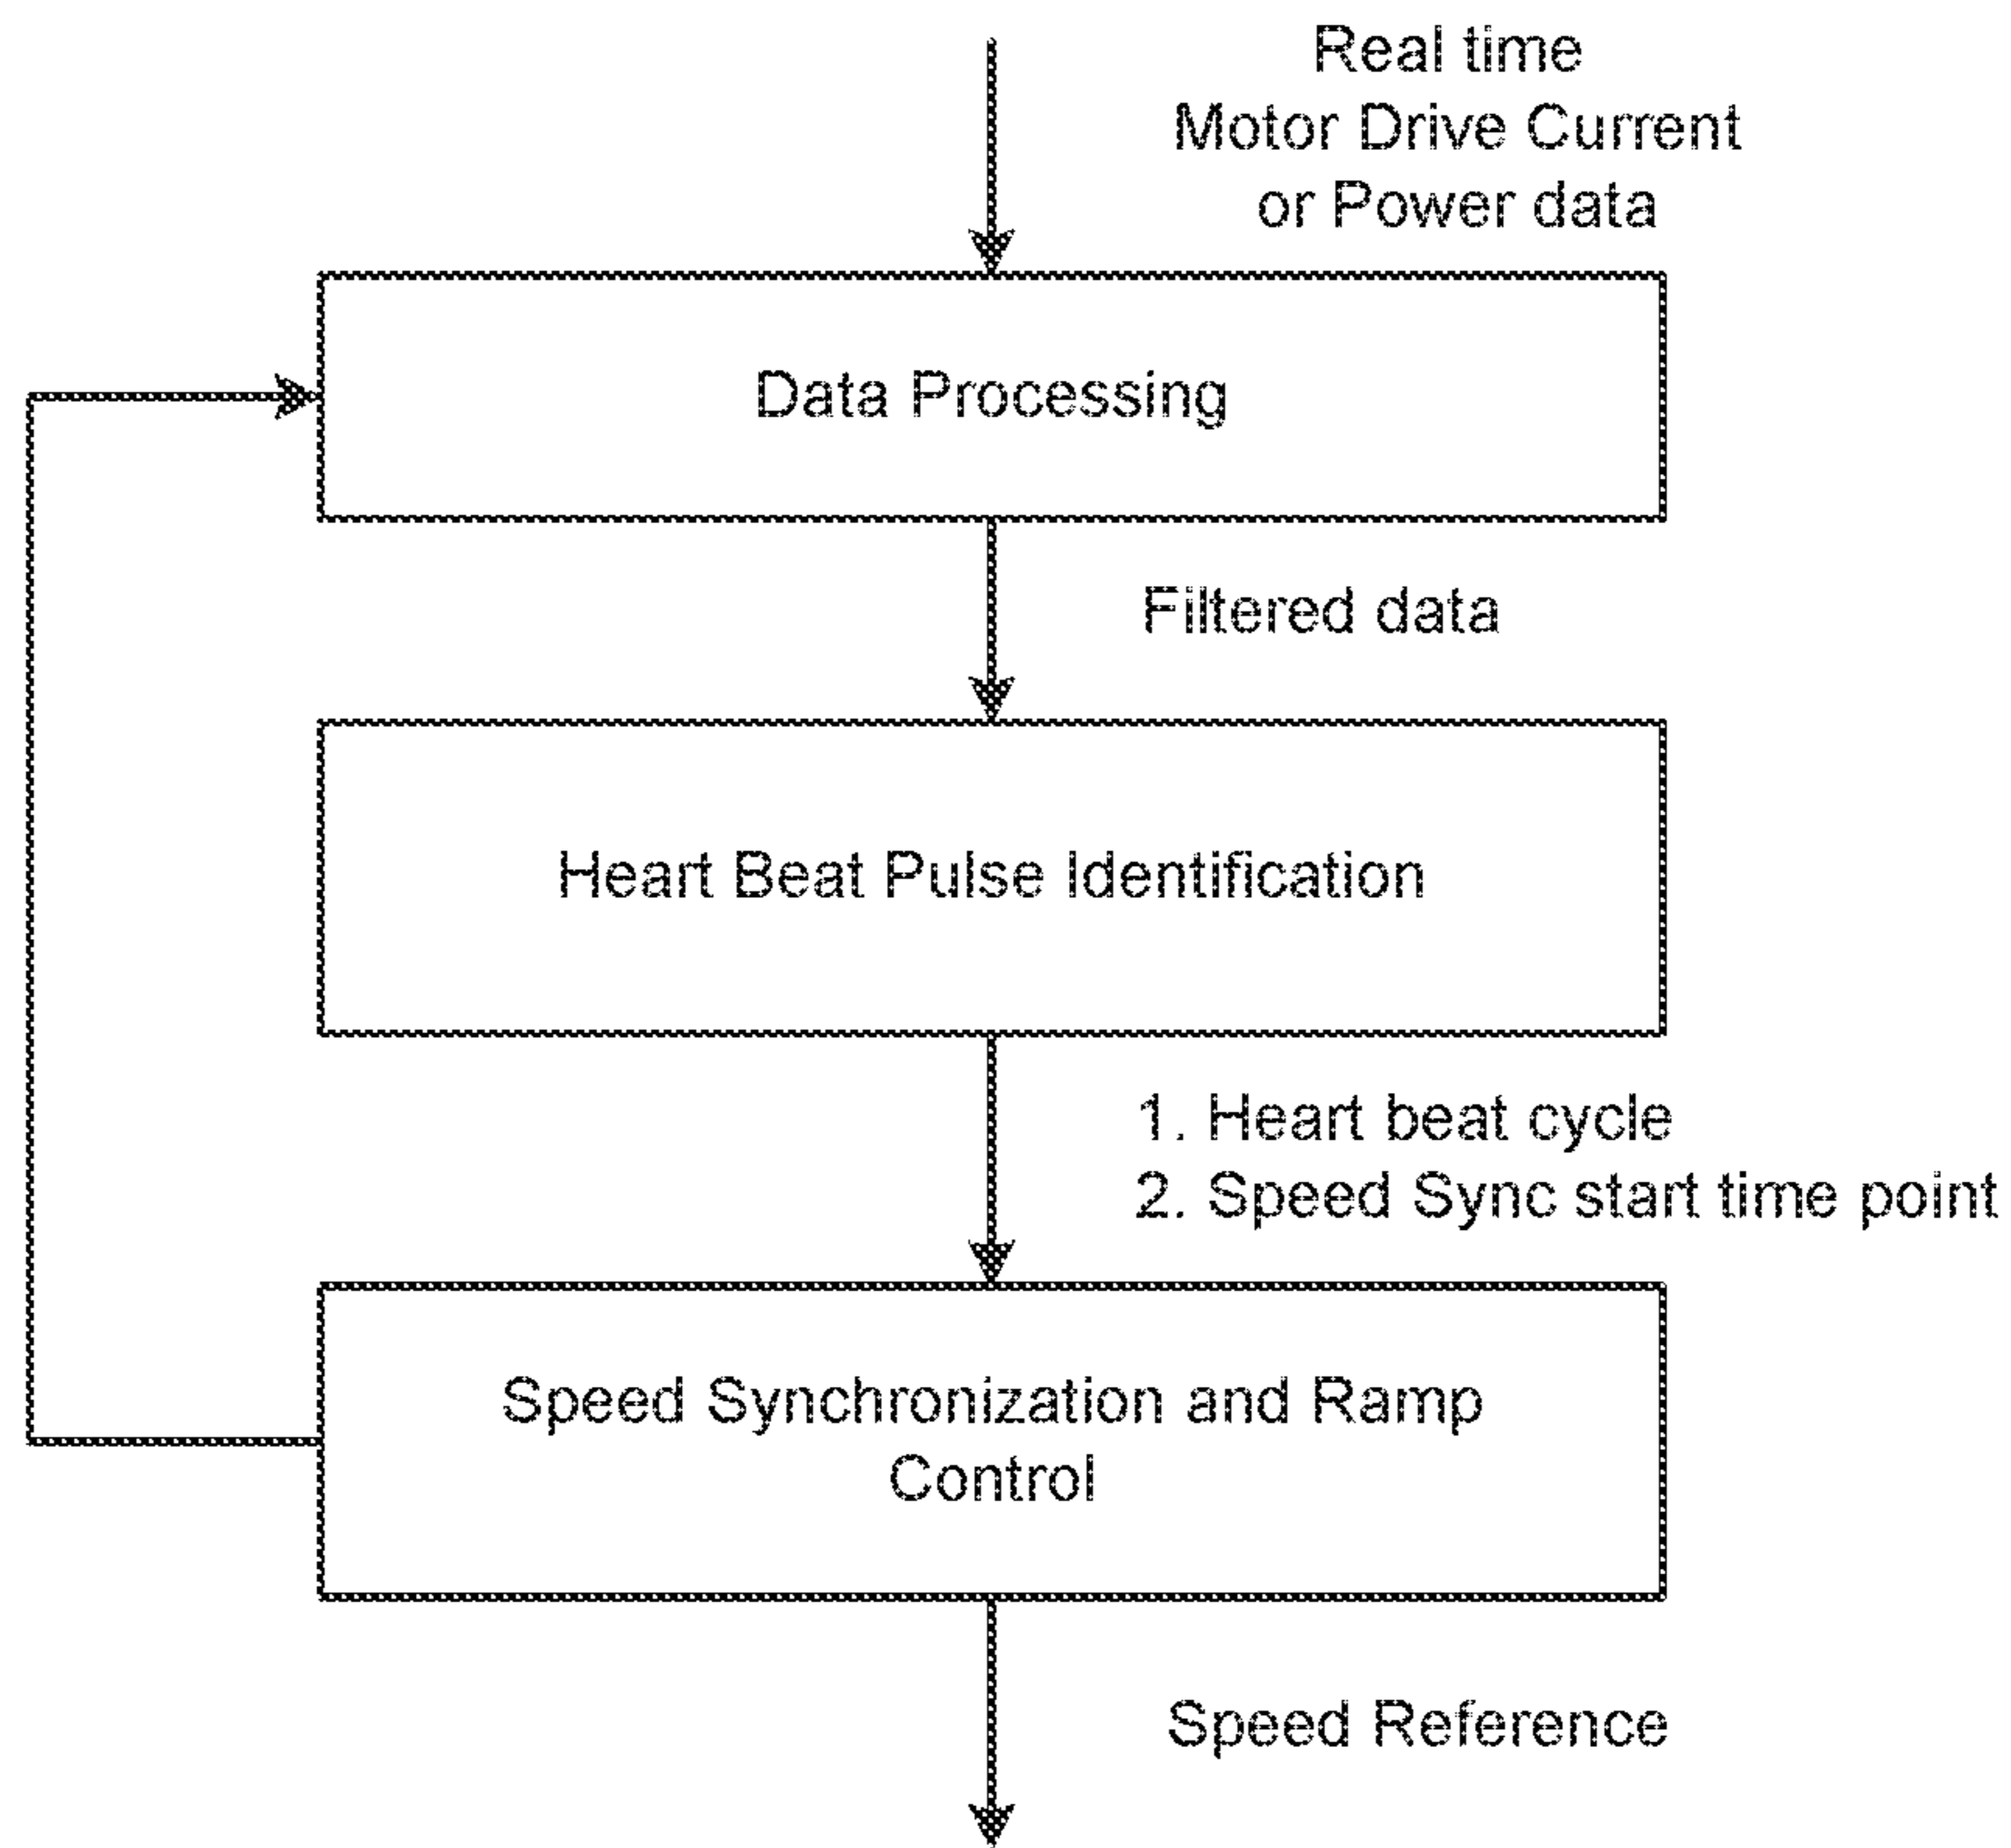 Real time
Motor Drive Current
or Power data
Data Processing
Filtered data
Heart Beat Pulse Identification
1. Heart beat cycle
2. Speed Sync start time point
Speed Synchronization and Ramp
Control
Speed Reference